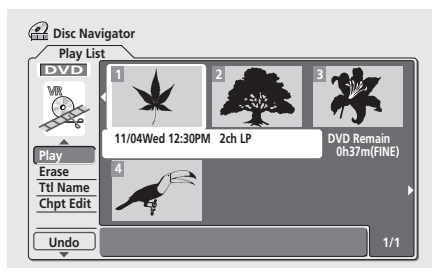 Disc Navigator
Play List
DVD
VR
1
2
3
11/04Wed 12:30PM 2ch LP
DVD Remain
0h37m(FINE)
4
Play
Erase
Ttl Name
Chpt Edit
Undo
1/1